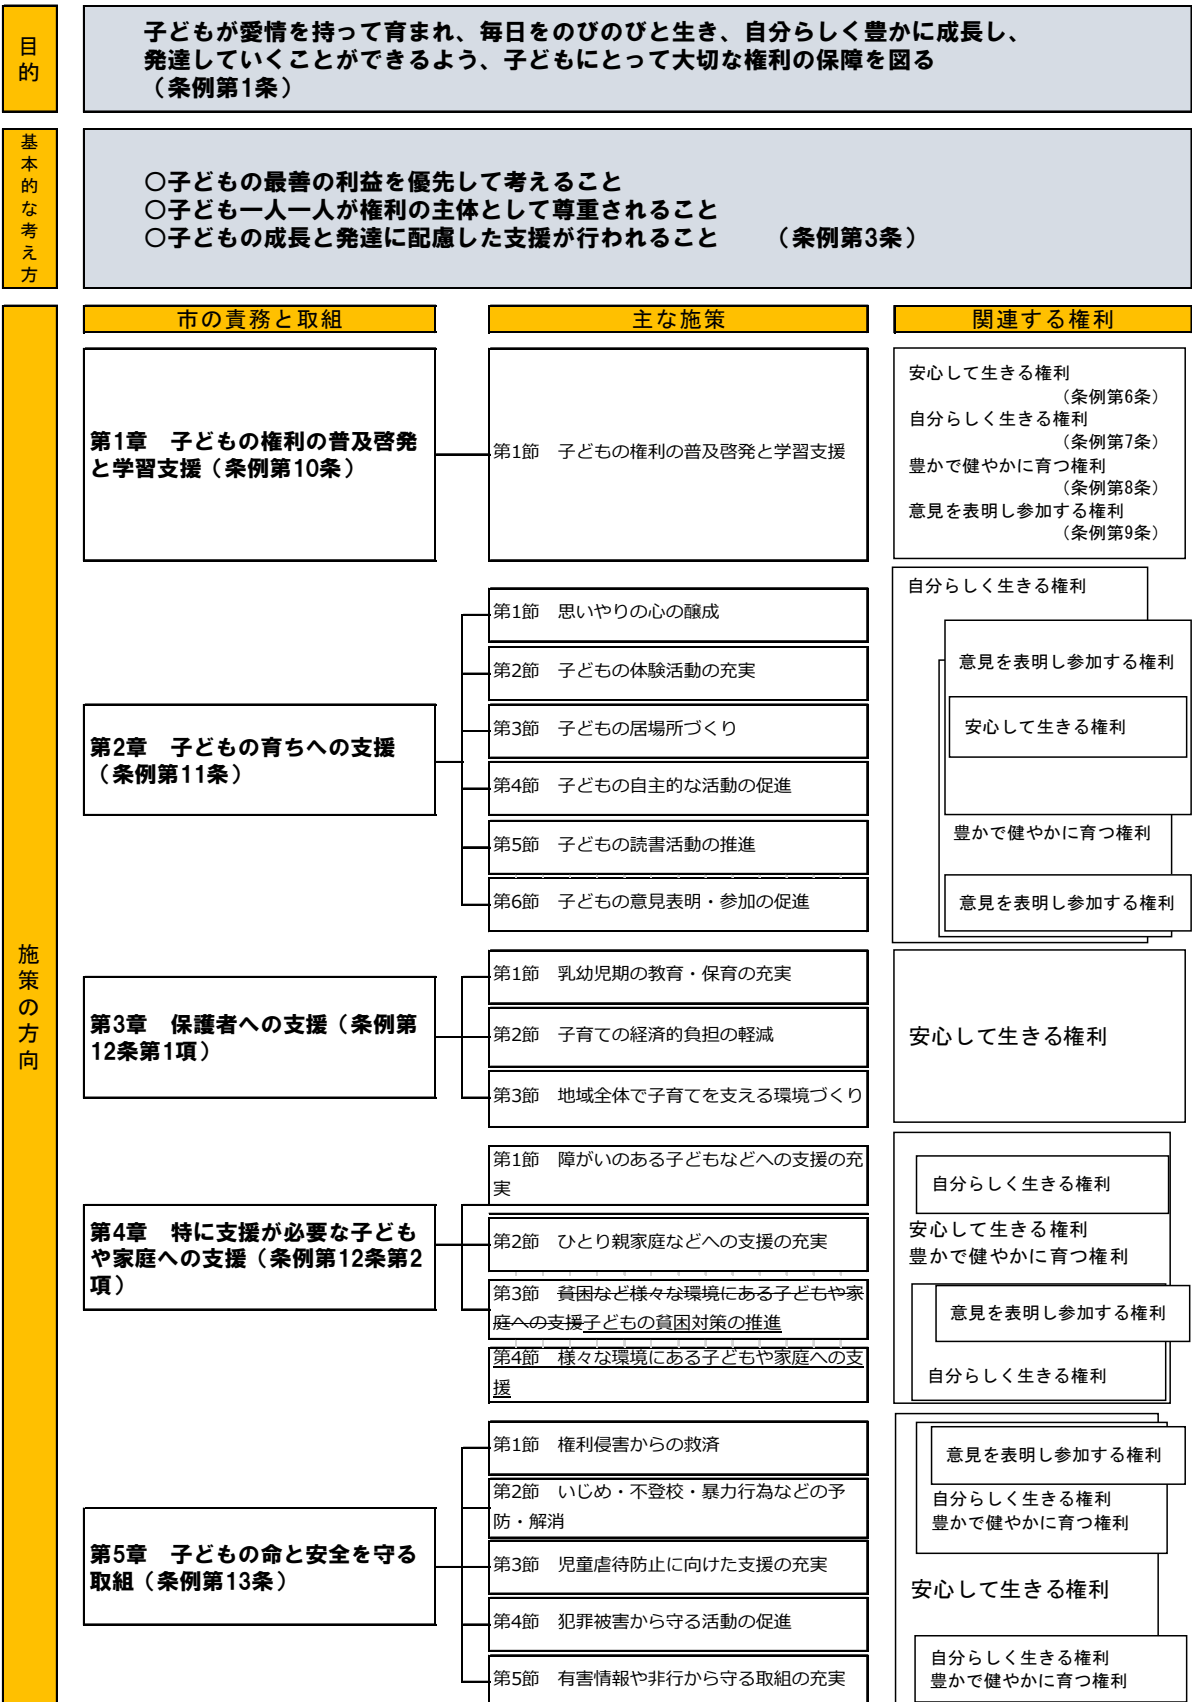 目的
子どもが愛情を持って育まれ、毎日をのびのびと生き、自分らしく豊かに成長し、
発達していくことができるよう、子どもにとって大切な権利の保障を図る
（条例第1条）
基本的な考え方
○子どもの最善の利益を優先して考えること
○子ども一人一人が権利の主体として尊重されること
○子どもの成長と発達に配慮した支援が行われること　　（条例第3条）
施策の方向
市の責務と取組
主な施策
関連する権利
第1章　子どもの権利の普及啓発
と学習支援（条例第10条）
第1節　子どもの権利の普及啓発と学習支援
安心して生きる権利
（条例第6条）
自分らしく生きる権利
（条例第7条）
豊かで健やかに育つ権利
（条例第8条）
意見を表明し参加する権利
（条例第9条）
第2章　子どもの育ちへの支援
（条例第11条）
第1節　思いやりの心の醸成
第2節　子どもの体験活動の充実
第3節　子どもの居場所づくり
第4節　子どもの自主的な活動の促進
第5節　子どもの読書活動の推進
第6節　子どもの意見表明・参加の促進
自分らしく生きる権利
意見を表明し参加する権利
安心して生きる権利
豊かで健やかに育つ権利
意見を表明し参加する権利
第3章　保護者への支援（条例第
12条第1項）
第1節　乳幼児期の教育・保育の充実
第2節　子育ての経済的負担の軽減
第3節　地域全体で子育てを支える環境づくり
安心して生きる権利
第4章　特に支援が必要な子ども
や家庭への支援（条例第12条第2
項）
第1節　障がいのある子どもなどへの支援の充
実
第2節　ひとり親家庭などへの支援の充実
第3節　貧困など様々な環境にある子どもや家
庭への支援子どもの貧困対策の推進
第4節　様々な環境にある子どもや家庭への支
援
自分らしく生きる権利
安心して生きる権利
豊かで健やかに育つ権利
意見を表明し参加する権利
自分らしく生きる権利
第5章　子どもの命と安全を守る
取組（条例第13条）
第1節　権利侵害からの救済
第2節　いじめ・不登校・暴力行為などの予
防・解消
第3節　児童虐待防止に向けた支援の充実
第4節　犯罪被害から守る活動の促進
第5節　有害情報や非行から守る取組の充実
意見を表明し参加する権利
自分らしく生きる権利
豊かで健やかに育つ権利
安心して生きる権利
自分らしく生きる権利
豊かで健やかに育つ権利